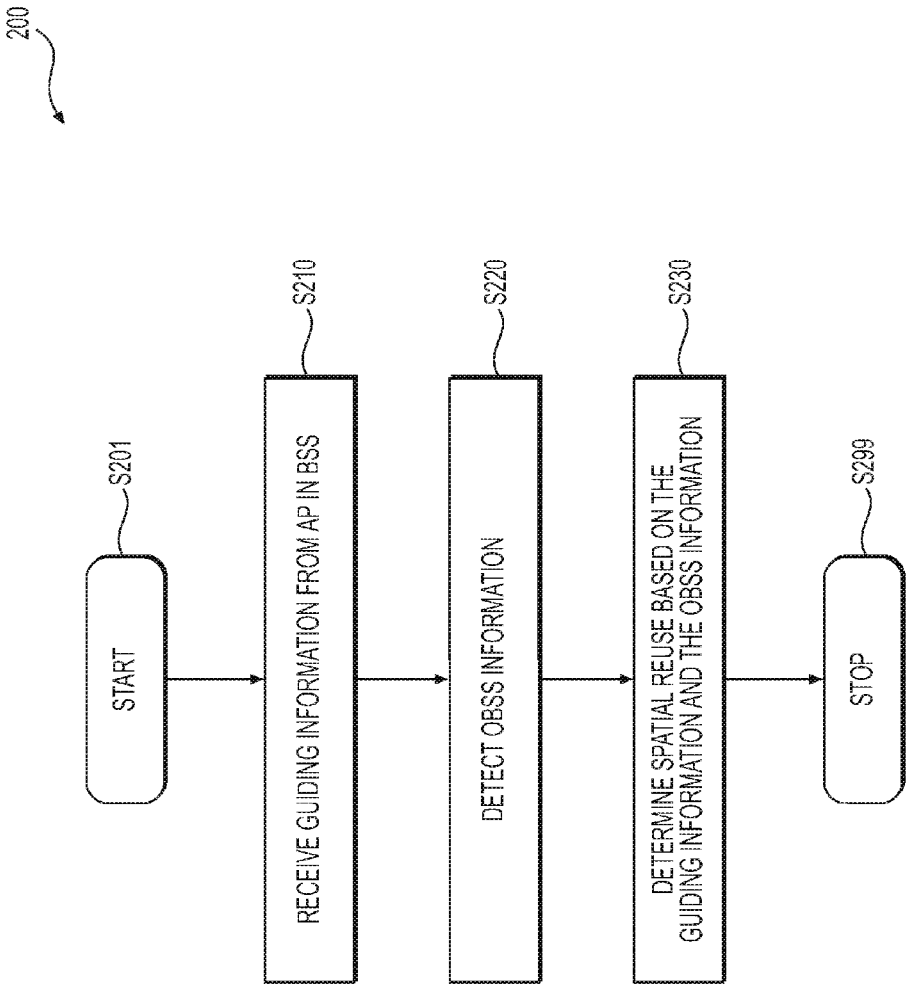 200
START
S201
RECEIVE GUIDING INFORMATION FROM AP IN BSS
S210
DETECT OBSS INFORMATION
S220
DETERMINE SPATIAL REUSE BASED ON THE
GUIDING INFORMATION AND THE OBSS INFORMATION
S230
STOP
S299